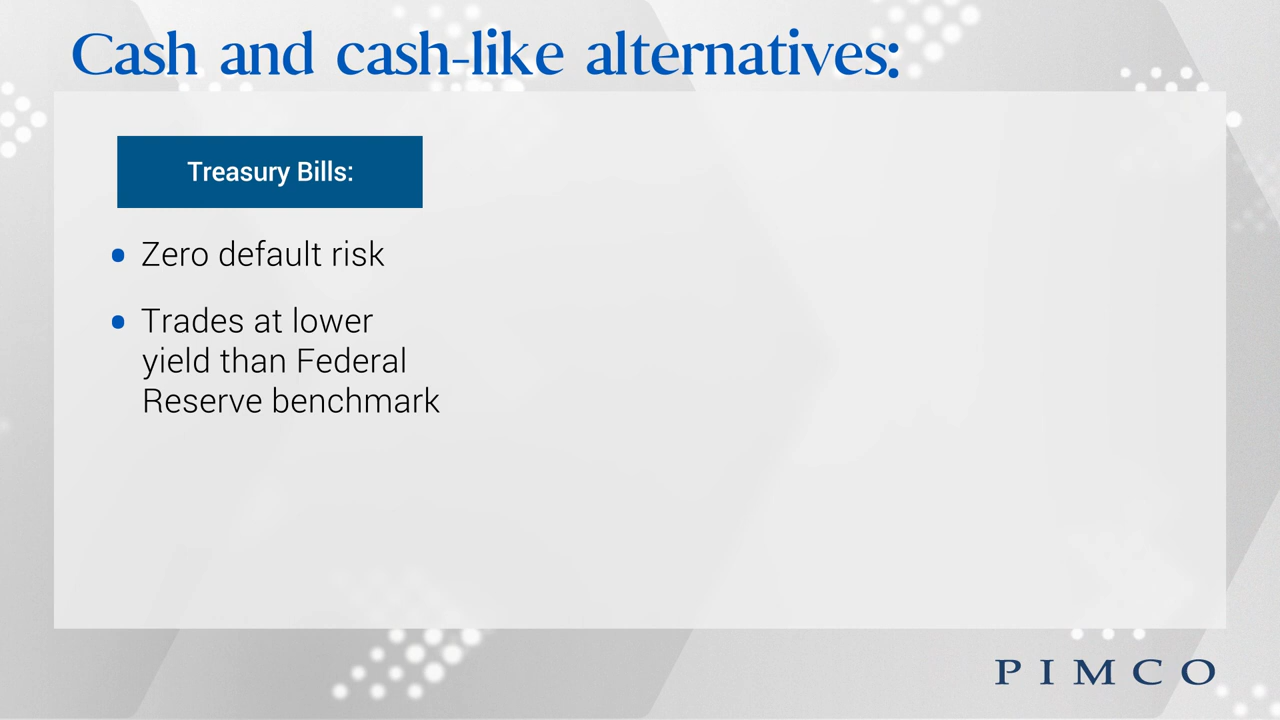 Cash and cash-like alternatives:
Treasury Bills:
• Zero default risk
• Trades at lower
yield than Federal
Reserve benchmark
PIMCO